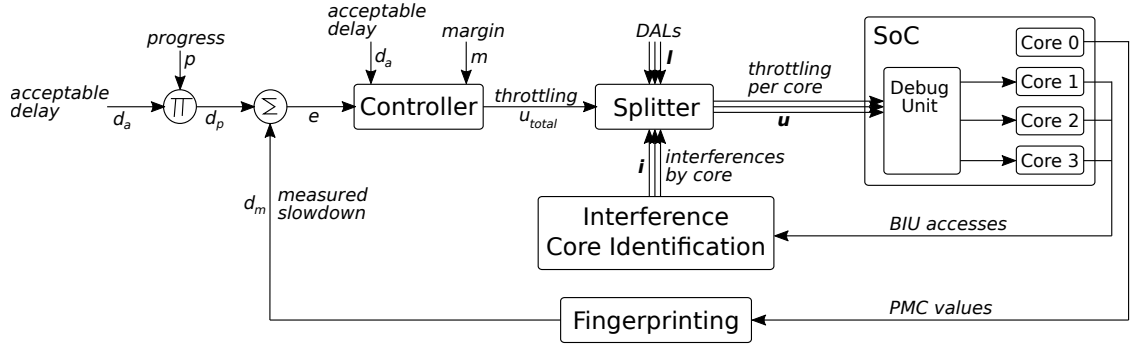 acceptable
delay
d_a
progress
p
∏
d_p
Σ
e
acceptable
delay
d_a
margin
m
Controller
throttling
u_total
DALs
l
Splitter
throttling
per core
u
SoC
Debug
Unit
Core 0
Core 1
Core 2
Core 3
i
interferences
by core
d_m
measured
slowdown
Interference
Core Identification
BIU accesses
Fingerprinting
PMC values